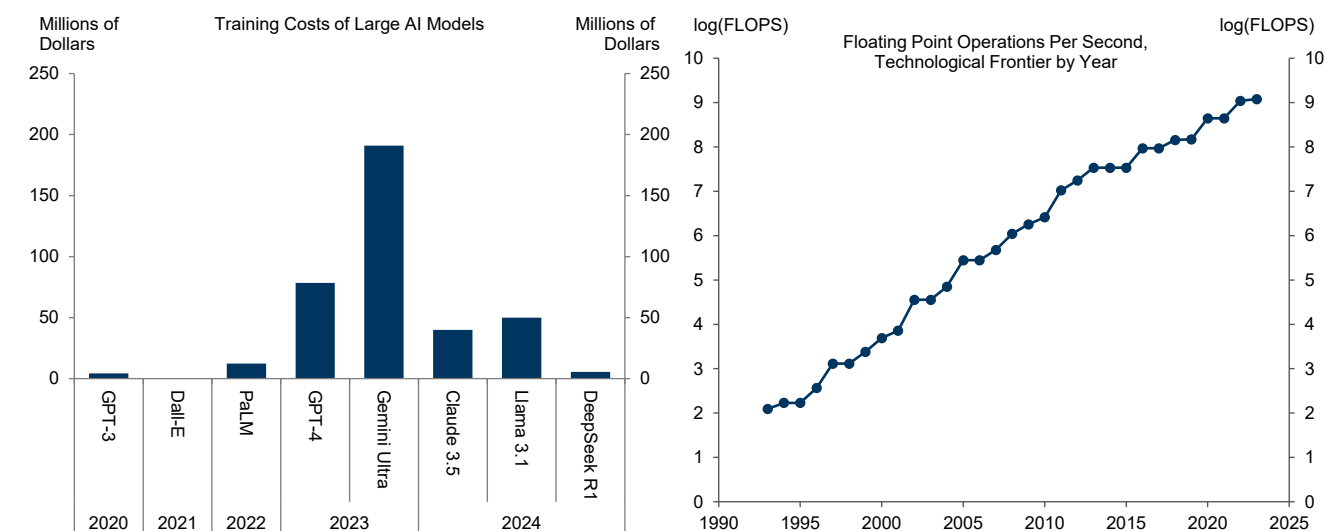 Millions of
Dollars
Training Costs of Large AI Models
Millions of
Dollars
250
200
150
100
50
0
250
200
150
100
50
0
GPT-3
Dall-E
PaLM
GPT-4
Gemini Ultra
Claude 3.5
Llama 3.1
DeepSeek R1
2020
2021
2022
2023
2024
log(FLOPS)
Floating Point Operations Per Second,
Technological Frontier by Year
log(FLOPS)
10
9
8
7
6
5
4
3
2
1
0
10
9
8
7
6
5
4
3
2
1
0
1990
1995
2000
2005
2010
2015
2020
2025